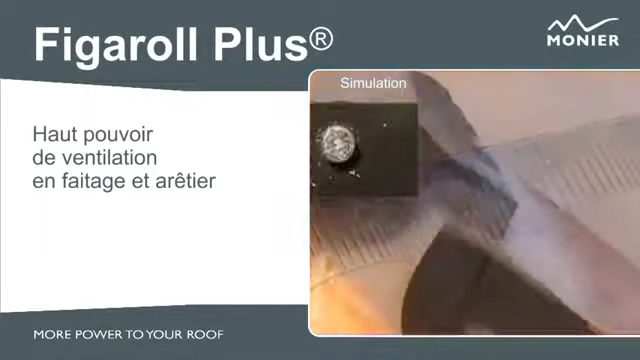 Figaroll Plus®
MONIER
Simulation
Haut pouvoir
de ventilation
en faitage et arêtier
MORE POWER TO YOUR ROOF